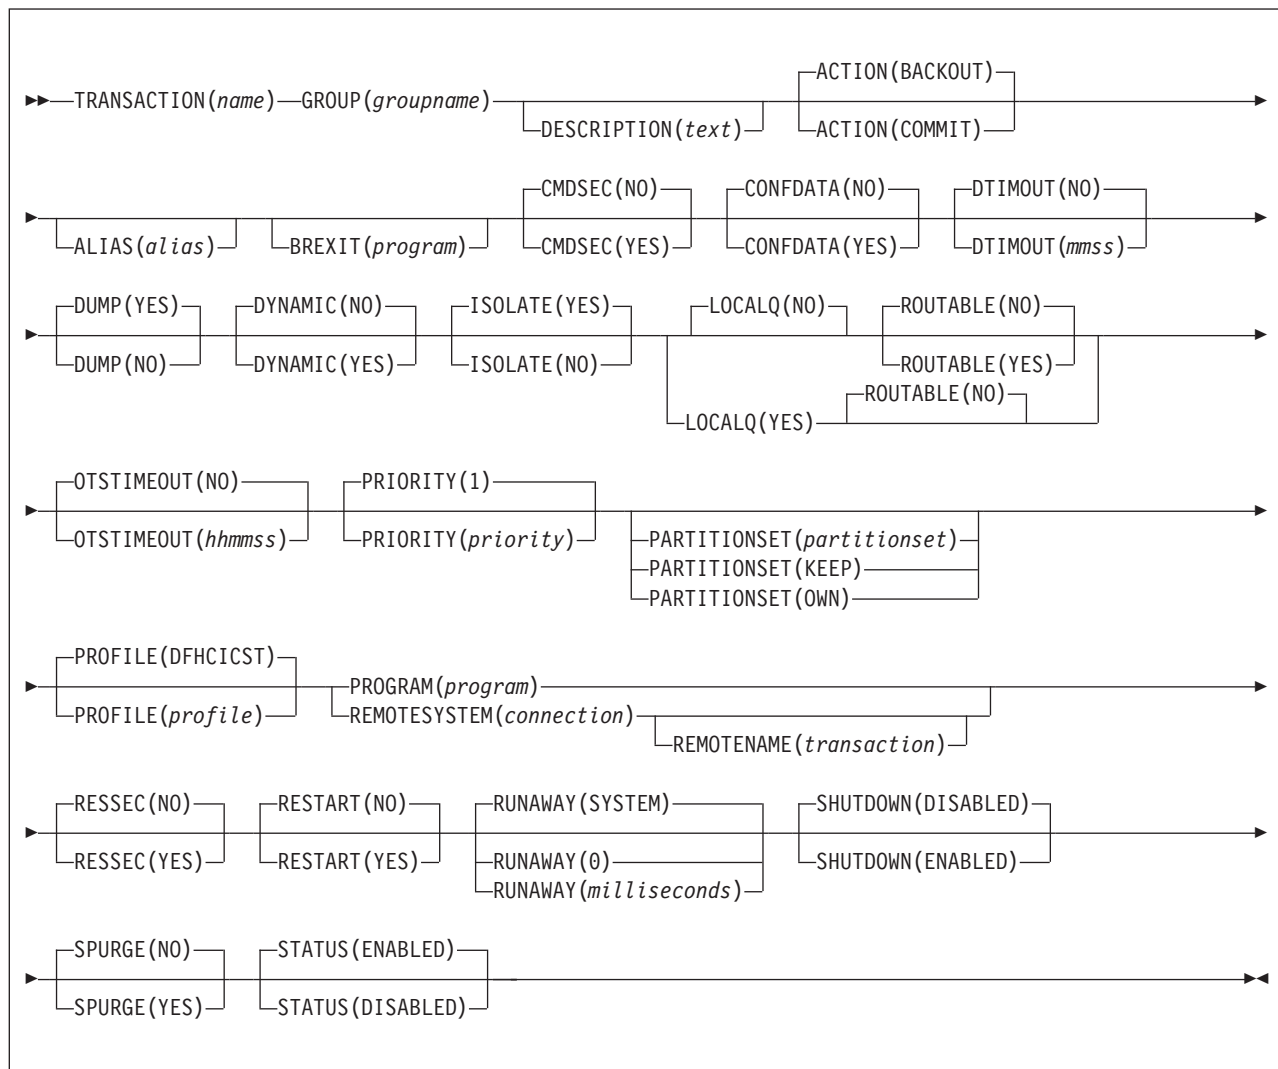 ACTION(BACKOUT)
TRANSACTION(name) GROUP(groupname)
DESCRIPTION(text) ACTION(COMMIT)
CMDSEC(NO) CONFDATA(NO) DTIMOUT(NO)
ALIAS(alias) BREXIT(program) CMDSEC(YES) CONFDATA(YES) DTIMOUT(mmss)
DUMP(YES) DYNAMIC(NO) ISOLATE(YES) LOCALQ(NO) ROUTABLE(NO)
DUMP(NO) DYNAMIC(YES) ISOLATE(NO) ROUTABLE(YES)
ROUTABLE(NO)
LOCALQ(YES)
OTSTIMEOUT(NO) PRIORITY(1)
OTSTIMEOUT(hhmmss) PRIORITY(priority) PARTITIONSET(partitionset)
PARTITIONSET(KEEP)
PARTITIONSET(OWN)
PROFILE(DFHCICST) PROGRAM(program)
PROFILE(profile) REMOTESYSTEM(connection)
REMOTENAME(transaction)
RESSEC(NO) RESTART(NO) RUNAWAY(SYSTEM) SHUTDOWN(DISABLED)
RESSEC(YES) RESTART(YES) RUNAWAY(0) SHUTDOWN(ENABLED)
RUNAWAY(milliseconds)
SPURGE(NO) STATUS(ENABLED)
SPURGE(YES) STATUS(DISABLED)